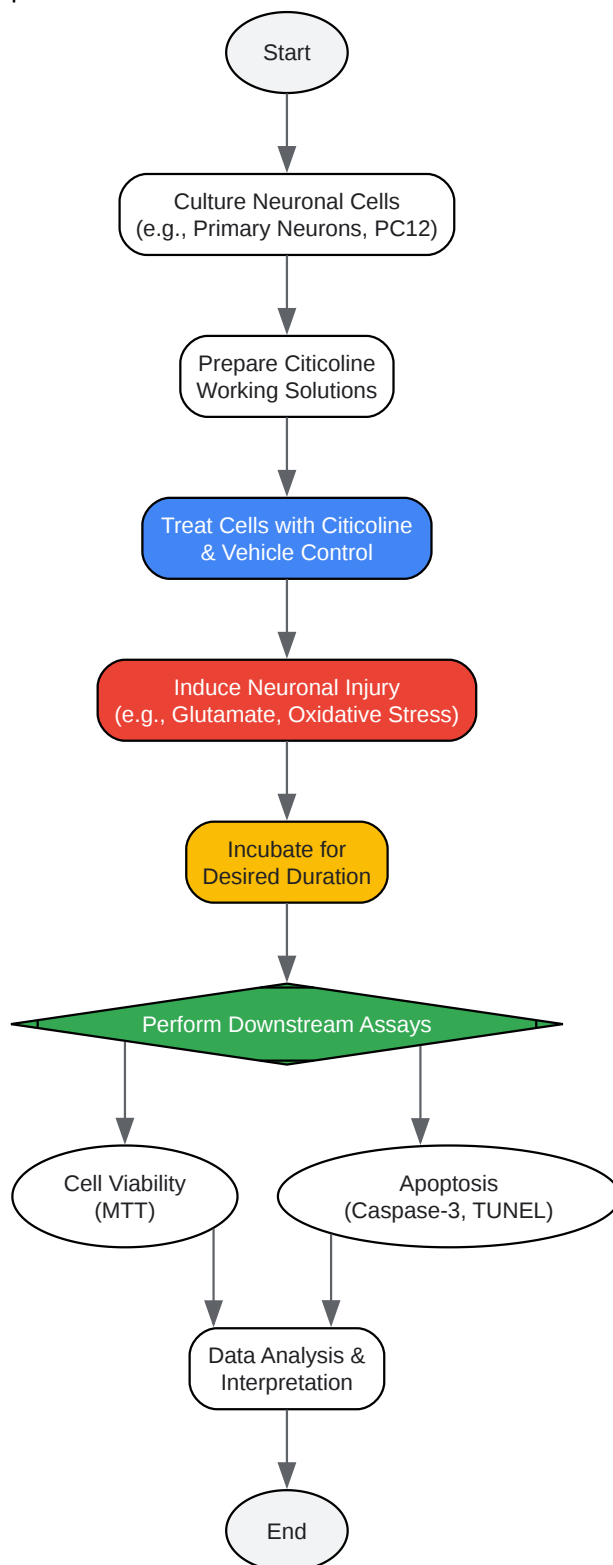 Start
Culture Neuronal Cells
(e.g., Primary Neurons, PC12)
Prepare Citicoline
Working Solutions
Treat Cells with Citicoline
& Vehicle Control
Induce Neuronal Injury
(e.g., Glutamate, Oxidative Stress)
Incubate for
Desired Duration
Perform Downstream Assays
Cell Viability
(MTT)
Apoptosis
(Caspase-3, TUNEL)
Data Analysis &
Interpretation
End